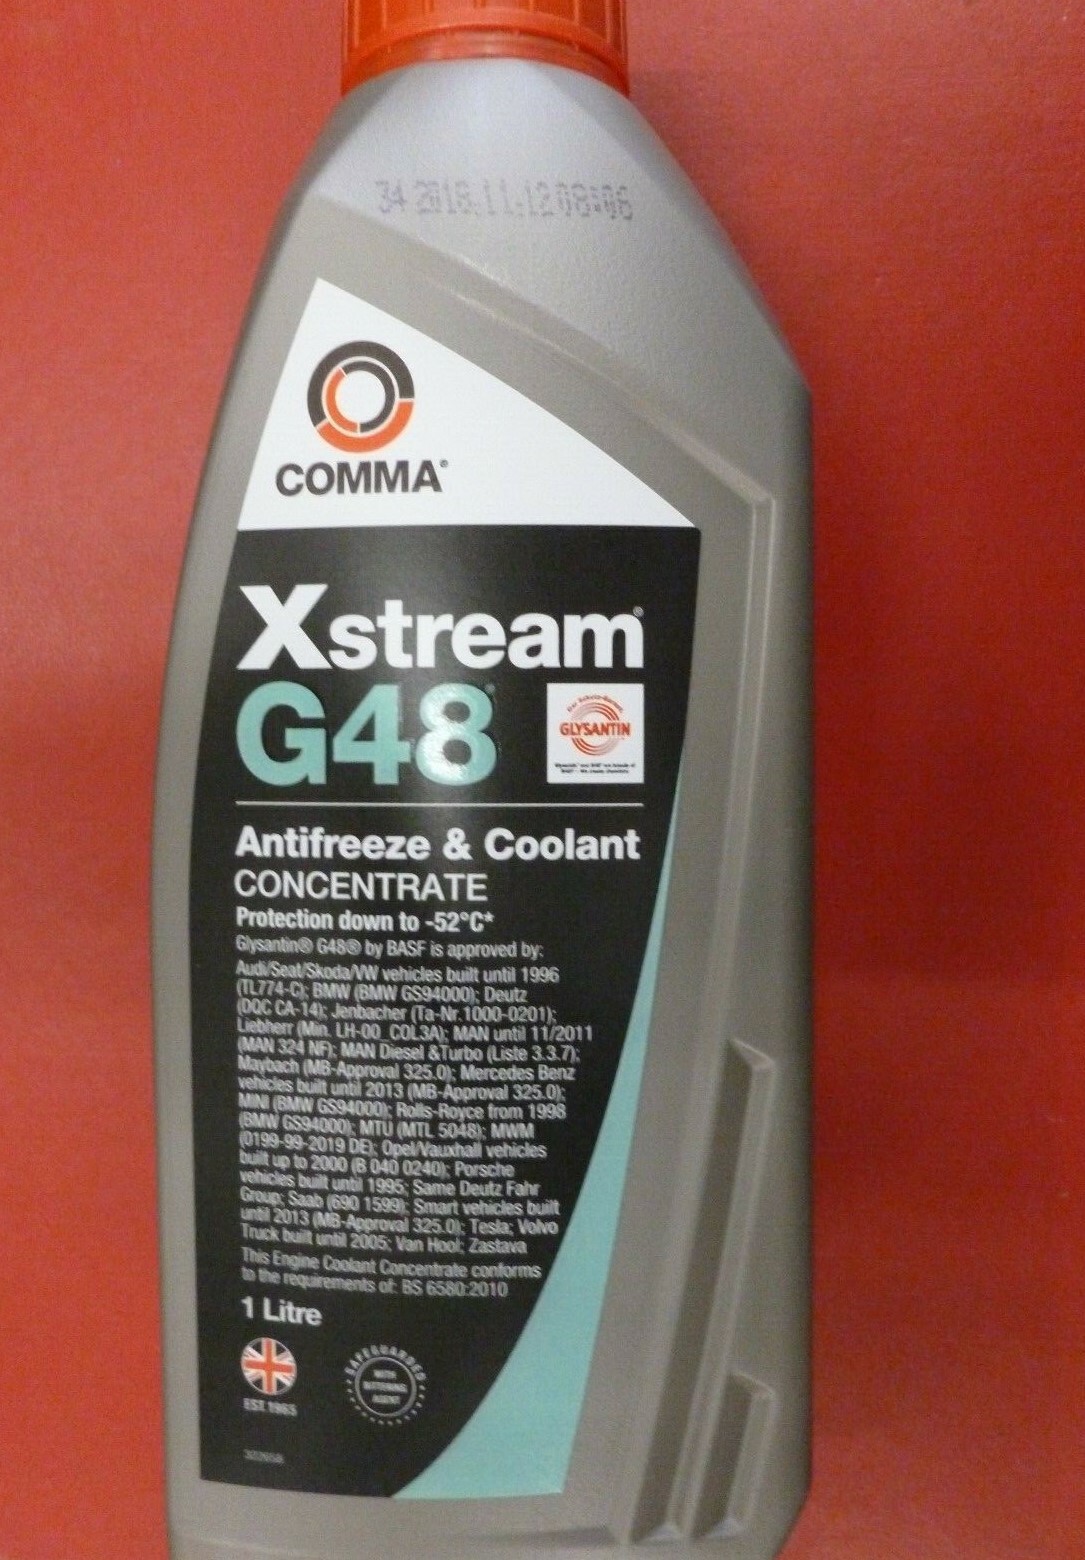 34 2018.11.12 08:06
COMMA®
Xstream®
G48®
GLYSANTIN
Antifreeze & Coolant
CONCENTRATE
Protection down to -52°C*
Glysantin® G48® by BASF is approved by:
Audi/Seat/Skoda/VW vehicles built until 1996
(TL774-C); BMW (BMW GS94000); Deutz
(DQC CA-14); Jenbacher (Ta-Nr.1000-0201);
Liebherr (Min. LH-00_COL3A); MAN until 11/2011
(MAN 324 NF); MAN Diesel &Turbo (Liste 3.3.7);
Maybach (MB-Approval 325.0); Mercedes Benz
vehicles built until 2013 (MB-Approval 325.0);
MINI (BMW GS94000); Rolls-Royce from 1998
(BMW GS94000); MTU (MTL 5048); MWM
(0199-99-2019 DE); Opel/Vauxhall vehicles
built up to 2000 (B 040 0240); Porsche
vehicles built until 1995; Same Deutz Fahr
Group; Saab (690 1599); Smart vehicles built
until 2013 (MB-Approval 325.0); Tesla; Volvo
Truck built until 2005; Van Hool; Zastava
This Engine Coolant Concentrate conforms
to the requirements of: BS 6580:2010
1 Litre
EST.1965
SAFEGUARDED
WITH
BITTERING
AGENT